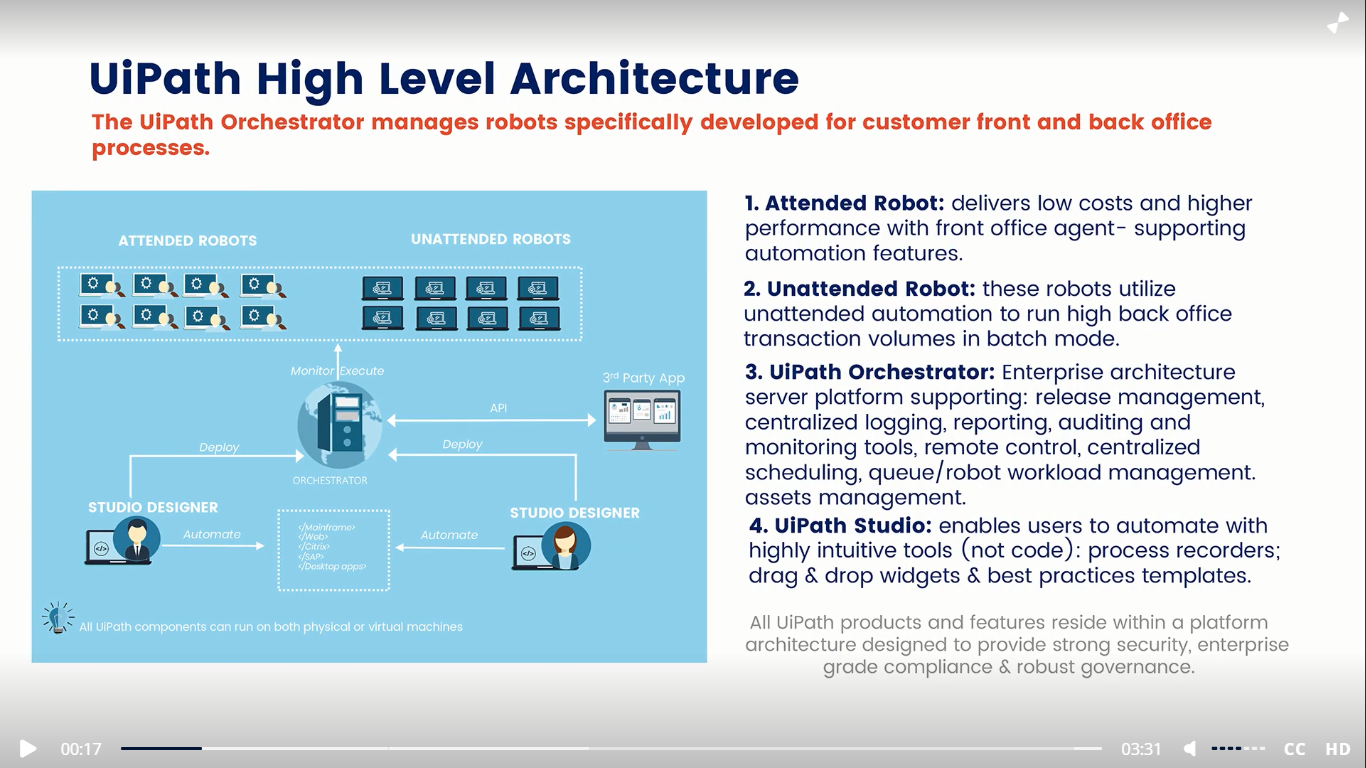 UiPath High Level Architecture
The UiPath Orchestrator manages robots specifically developed for customer front and back office
processes.
ATTENDED ROBOTS
UNATTENDED ROBOTS
Monitor Execute
3rd Party App
API
Deploy
Deploy
ORCHESTRATOR
STUDIO DESIGNER
STUDIO DESIGNER
</>
Automate
</Mainframe>
</Web>
</Citrix>
</SAP>
</Desktop apps>
Automate
</>
All UiPath components can run on both physical or virtual machines
1. Attended Robot: delivers low costs and higher
performance with front office agent- supporting
automation features.
2. Unattended Robot: these robots utilize
unattended automation to run high back office
transaction volumes in batch mode.
3. UiPath Orchestrator: Enterprise architecture
server platform supporting: release management,
centralized logging, reporting, auditing and
monitoring tools, remote control, centralized
scheduling, queue/robot workload management.
assets management.
4. UiPath Studio: enables users to automate with
highly intuitive tools (not code): process recorders;
drag & drop widgets & best practices templates.
All UiPath products and features reside within a platform
architecture designed to provide strong security, enterprise
grade compliance & robust governance.
00:17
03:31
CC
HD